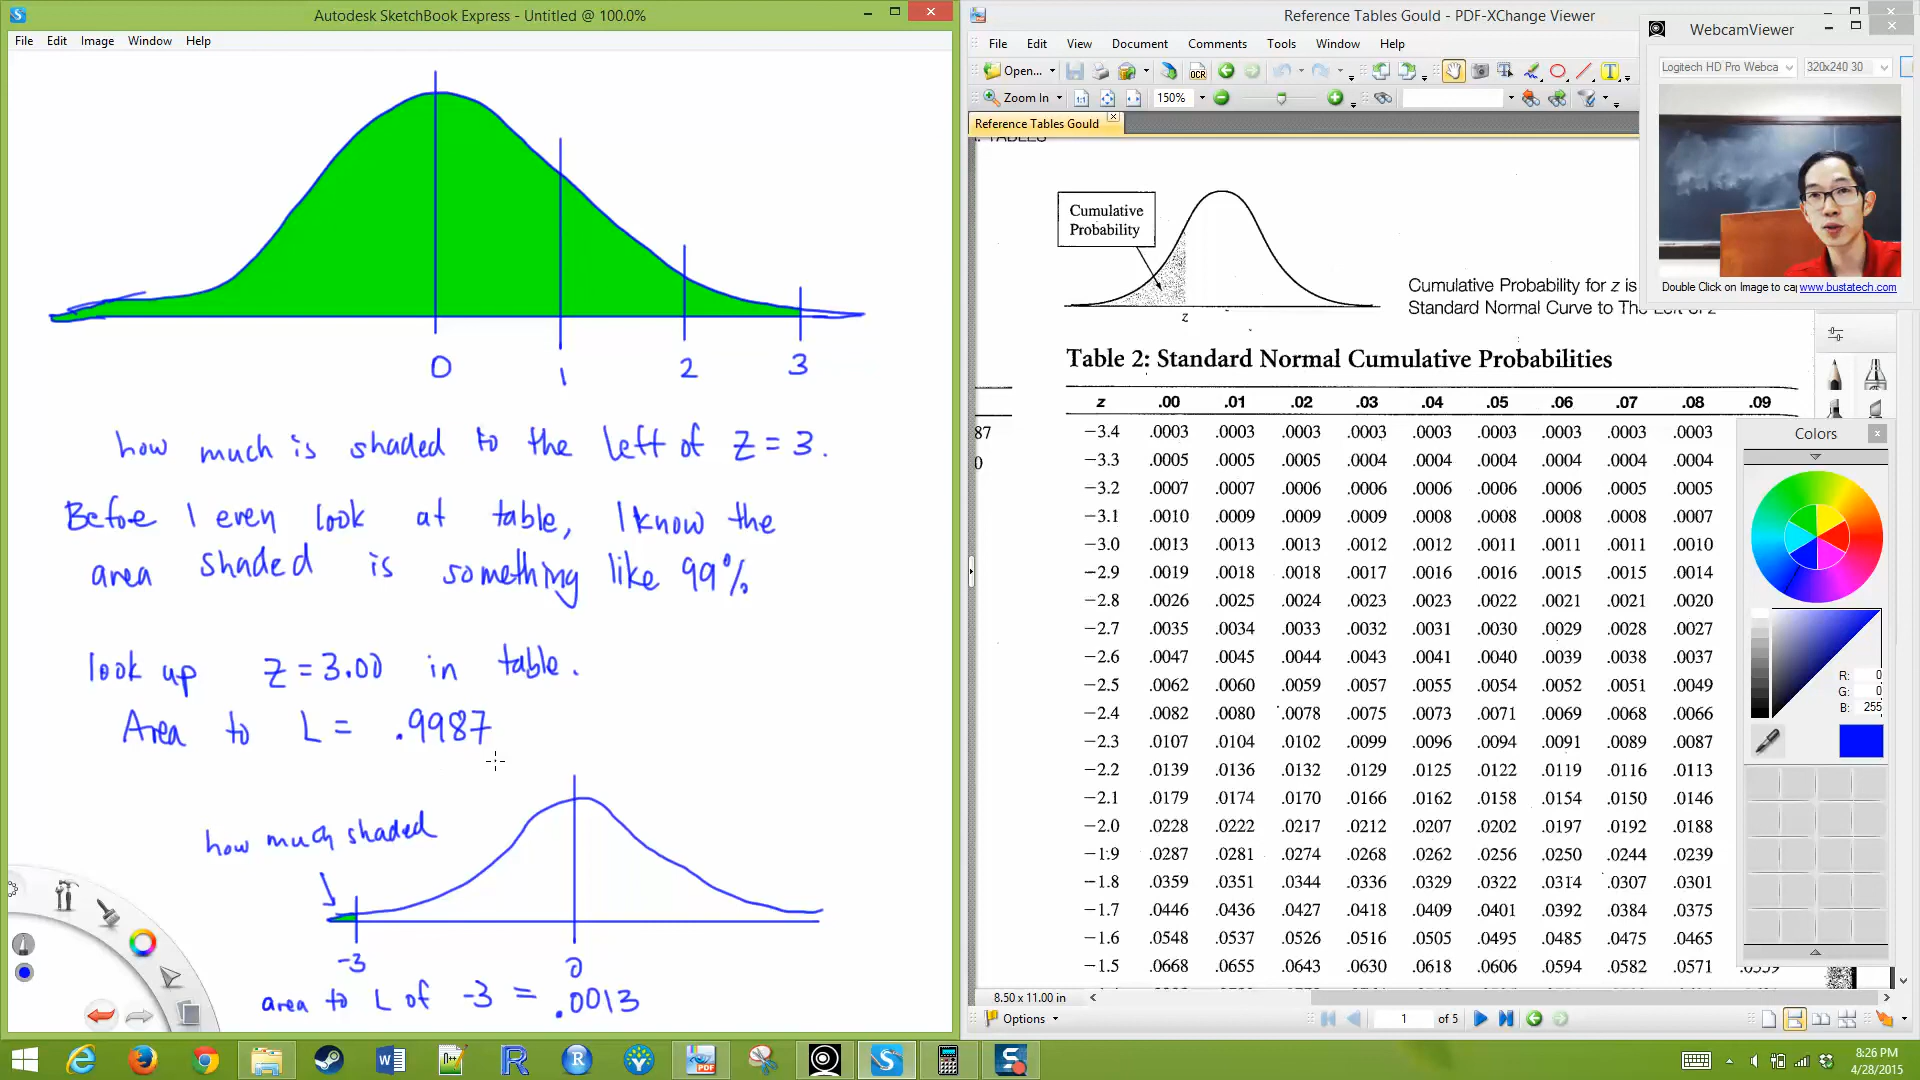 Autodesk SketchBook Express - Untitled @ 100.0%
File Edit Image Window Help
0 1 2 3
how much is shaded to the left of z = 3.
Before I even look at table, I know the
area shaded is something like 99%
look up z = 3.00 in table.
Area to L = .9987
how much shaded
-3 0
area to L of -3 = .0013
Reference Tables Gould - PDF-XChange Viewer
File Edit View Document Comments Tools Window Help
Open...
OCR
Zoom In 150%
Reference Tables Gould
TABLES
Cumulative
Probability
z
Cumulative Probability for z is
Standard Normal Curve to The Left of z
Table 2: Standard Normal Cumulative Probabilities
z .00 .01 .02 .03 .04 .05 .06 .07 .08 .09
87
0
−3.4 .0003 .0003 .0003 .0003 .0003 .0003 .0003 .0003 .0003
−3.3 .0005 .0005 .0005 .0004 .0004 .0004 .0004 .0004 .0004
−3.2 .0007 .0007 .0006 .0006 .0006 .0006 .0006 .0005 .0005
−3.1 .0010 .0009 .0009 .0009 .0008 .0008 .0008 .0008 .0007
−3.0 .0013 .0013 .0013 .0012 .0012 .0011 .0011 .0011 .0010
−2.9 .0019 .0018 .0018 .0017 .0016 .0016 .0015 .0015 .0014
−2.8 .0026 .0025 .0024 .0023 .0023 .0022 .0021 .0021 .0020
−2.7 .0035 .0034 .0033 .0032 .0031 .0030 .0029 .0028 .0027
−2.6 .0047 .0045 .0044 .0043 .0041 .0040 .0039 .0038 .0037
−2.5 .0062 .0060 .0059 .0057 .0055 .0054 .0052 .0051 .0049
−2.4 .0082 .0080 .0078 .0075 .0073 .0071 .0069 .0068 .0066
−2.3 .0107 .0104 .0102 .0099 .0096 .0094 .0091 .0089 .0087
−2.2 .0139 .0136 .0132 .0129 .0125 .0122 .0119 .0116 .0113
−2.1 .0179 .0174 .0170 .0166 .0162 .0158 .0154 .0150 .0146
−2.0 .0228 .0222 .0217 .0212 .0207 .0202 .0197 .0192 .0188
−1.9 .0287 .0281 .0274 .0268 .0262 .0256 .0250 .0244 .0239
−1.8 .0359 .0351 .0344 .0336 .0329 .0322 .0314 .0307 .0301
−1.7 .0446 .0436 .0427 .0418 .0409 .0401 .0392 .0384 .0375
−1.6 .0548 .0537 .0526 .0516 .0505 .0495 .0485 .0475 .0465
−1.5 .0668 .0655 .0643 .0630 .0618 .0606 .0594 .0582 .0571
8.50 x 11.00 in
Options
1 of 5
WebcamViewer
Logitech HD Pro Webca 320x240 30
Double Click on Image to ca www.bustatech.com
Colors
R: 0
G: 0
B: 255
8:26 PM
4/28/2015